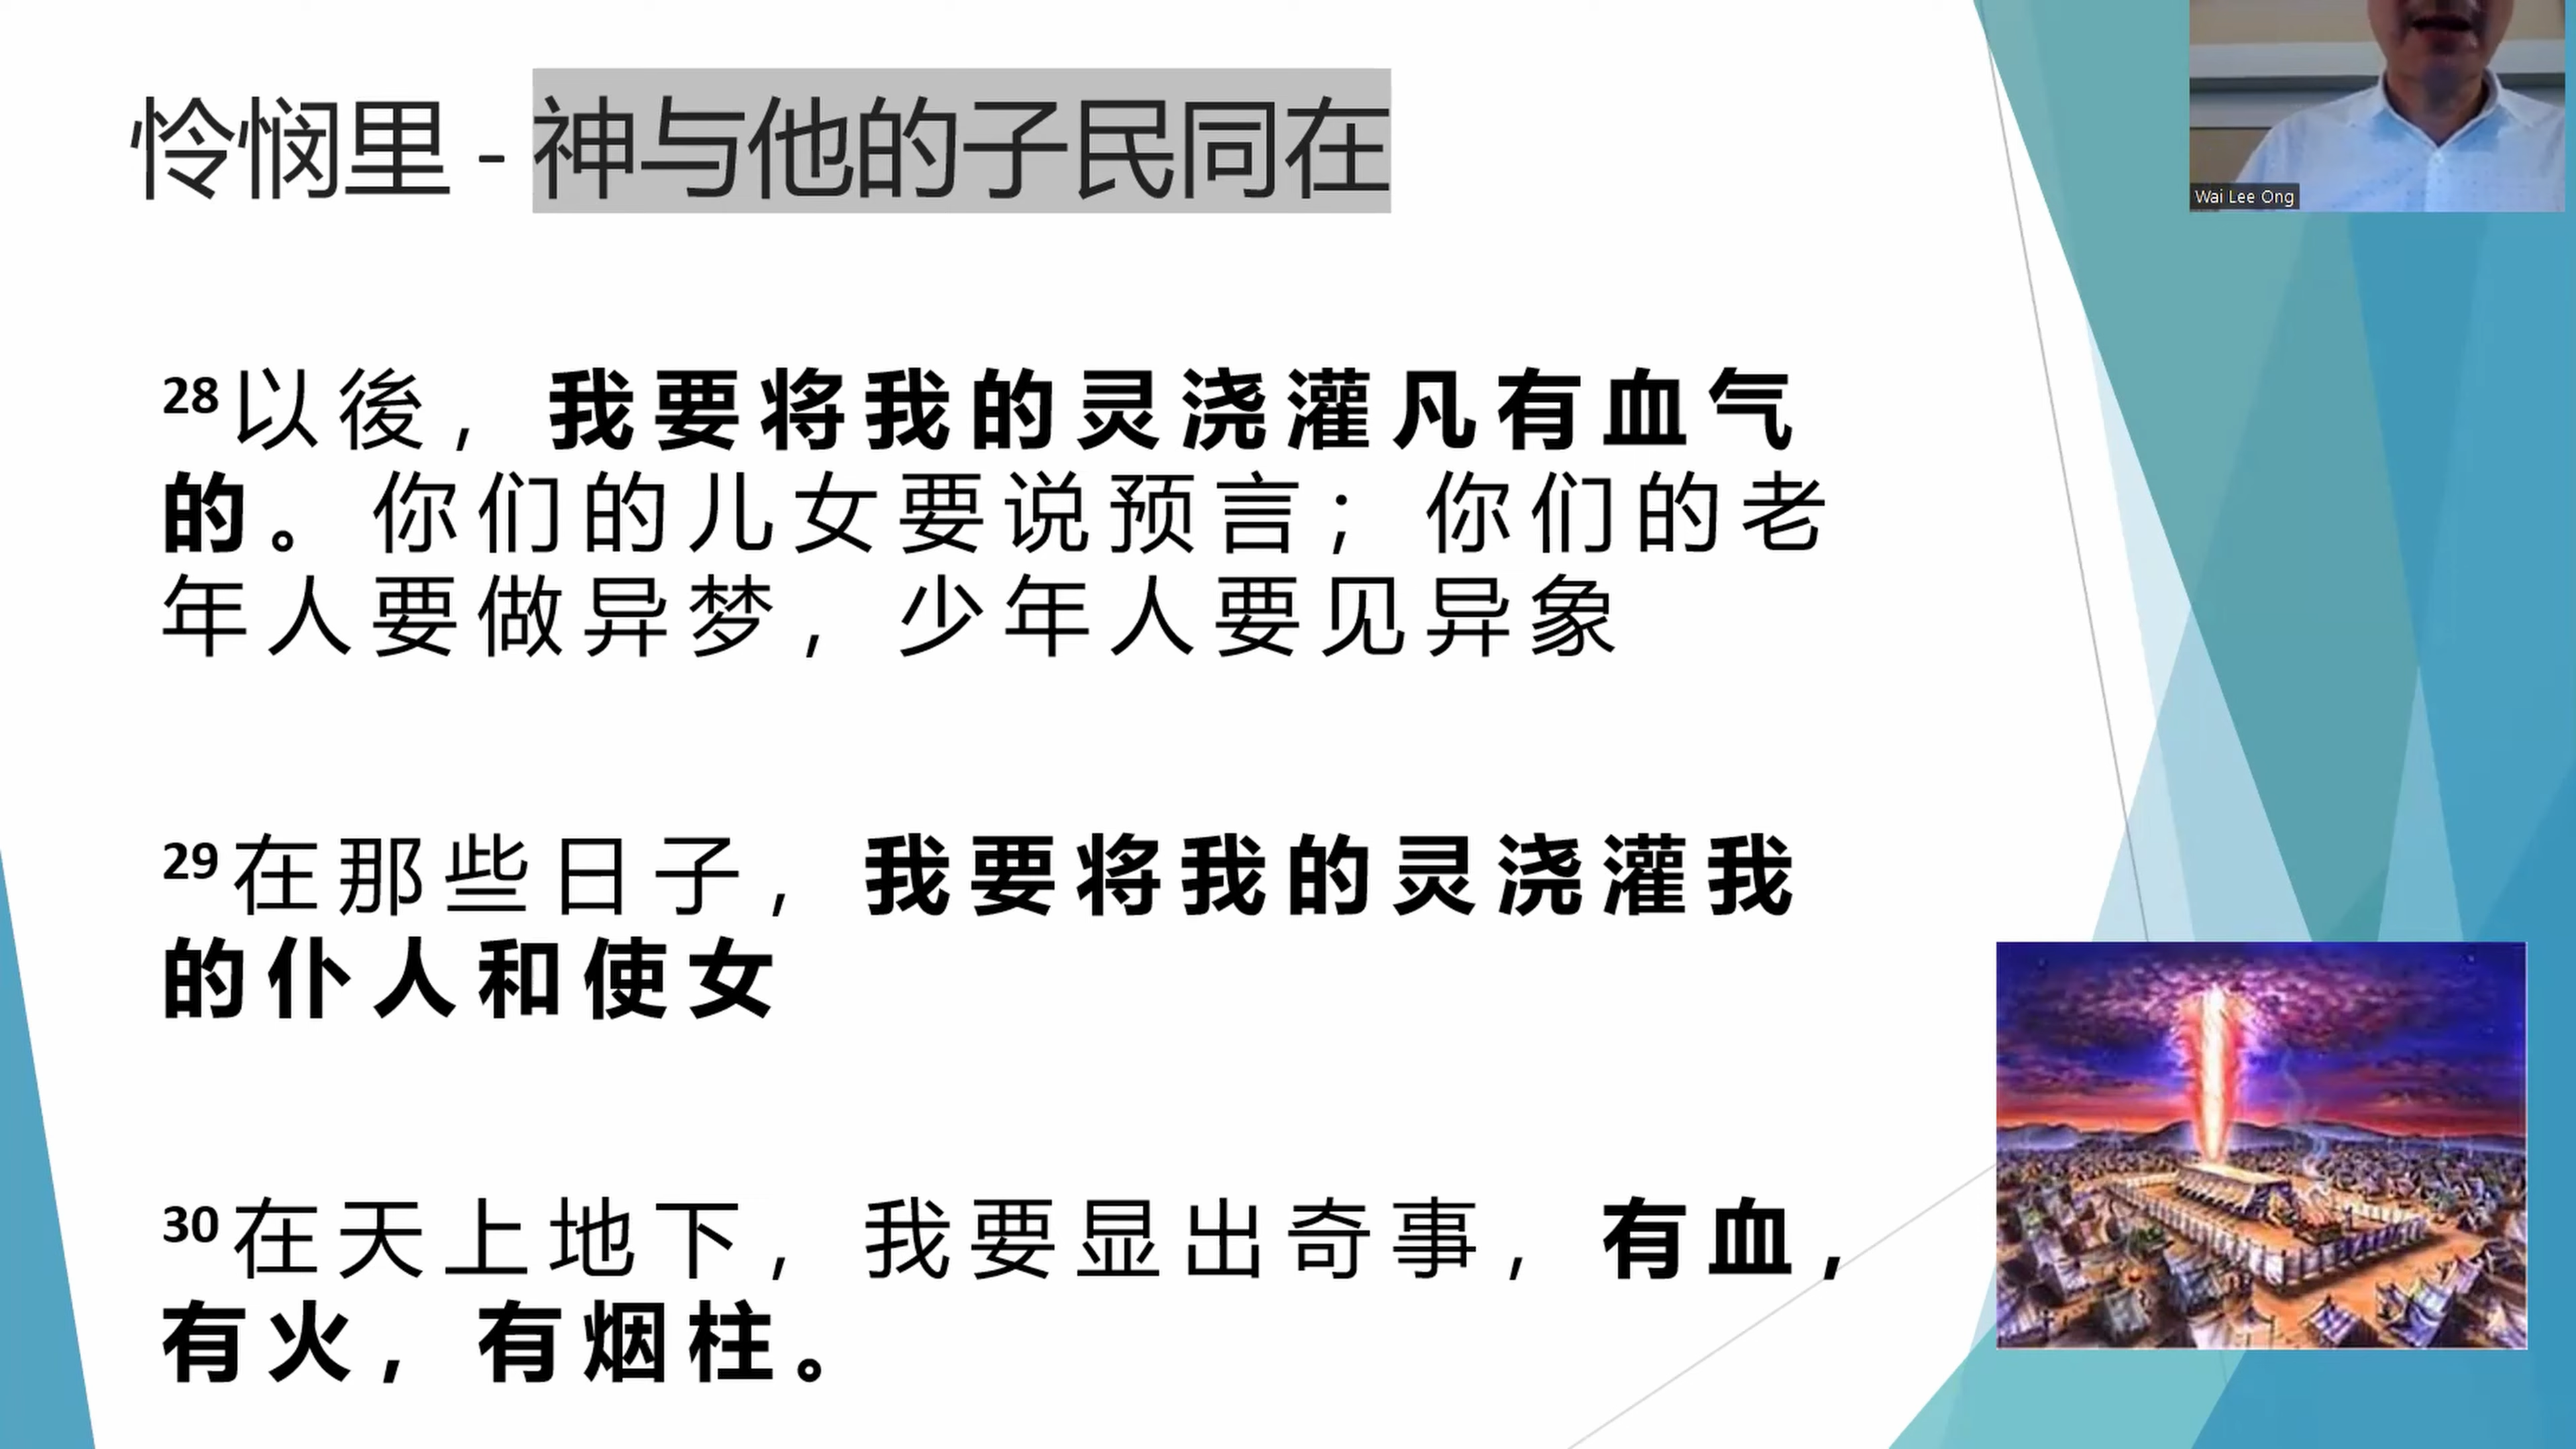 怜悯里 - 神与他的子民同在
Wai Lee Ong
28以後，我要将我的灵浇灌凡有血气
的。你们的儿女要说预言；你们的老
年人要做异梦，少年人要见异象
29在那些日子，我要将我的灵浇灌我
的仆人和使女
30在天上地下，我要显出奇事，有血，
有火，有烟柱。